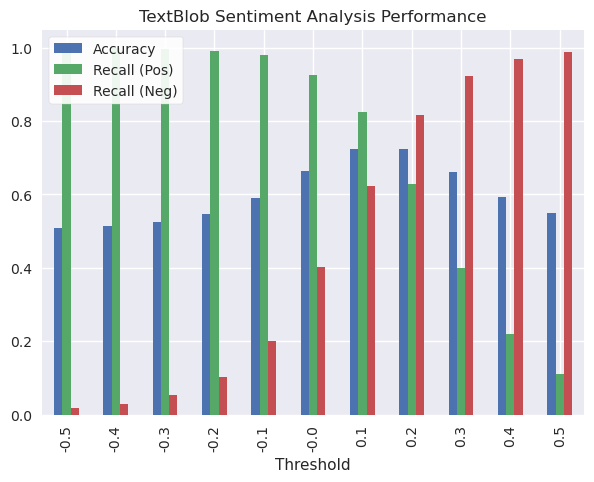 TextBlob Sentiment Analysis Performance
1.0
0.8
0.6
0.4
0.2
0.0
Accuracy
Recall (Pos)
Recall (Neg)
-0.5 -0.4 -0.3 -0.2 -0.1 -0.0 0.1 0.2 0.3 0.4 0.5
Threshold